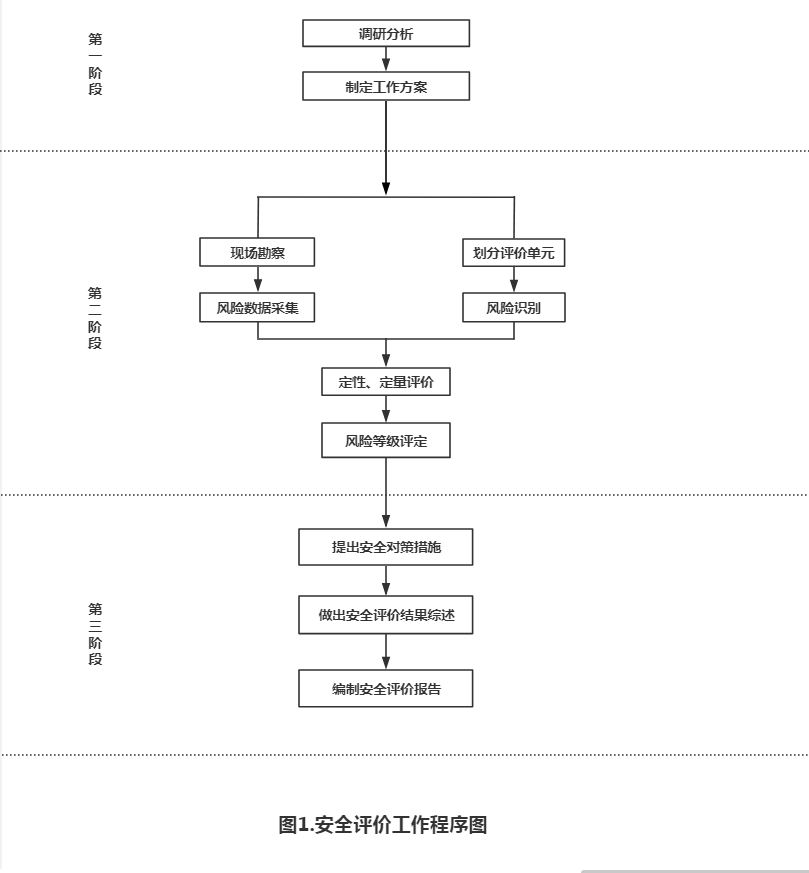 第一阶段
调研分析
制定工作方案
第二阶段
现场勘察
划分评价单元
风险数据采集
风险识别
定性、定量评价
风险等级评定
第三阶段
提出安全对策措施
做出安全评价结果综述
编制安全评价报告
图1.安全评价工作程序图